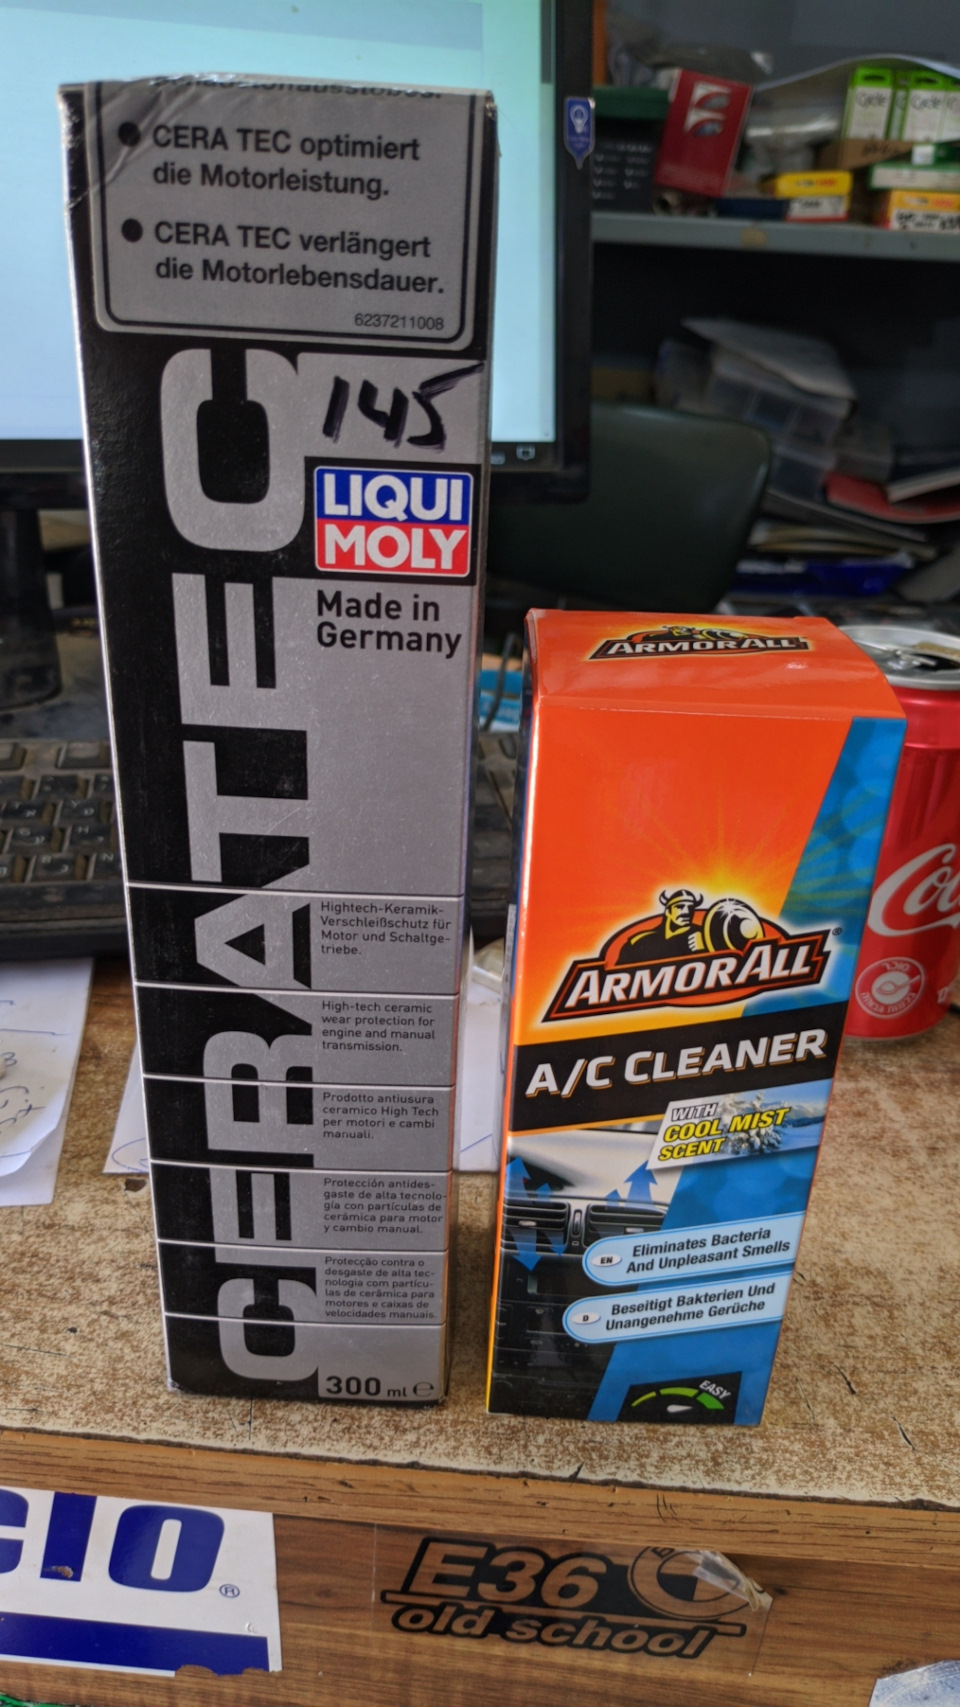 CERA TEC optimiert
die Motorleistung.
CERA TEC verlängert
die Motorlebensdauer.
6237211008
145
LIQUI
MOLY
Made in
Germany
CERATEC
Hightech-Keramik-
Verschleißschutz für
Motor und Schaltge-
triebe.
High-tech ceramic
wear protection for
engine and manual
transmission.
Prodotto antiusura
ceramico High Tech
per motori e cambi
manuali.
Protección antides-
gaste de alta tecnolo-
gía con partículas de
cerámica para motor
y cambio manual.
Protecção contra o
desgaste de alta tec-
nologia com partícu-
las de cerâmica para
motores e caixas de
velocidades manuais.
300 ml ℮
ARMOR ALL
ARMOR ALL®
A/C CLEANER
WITH
COOL MIST
SCENT
EN Eliminates Bacteria
And Unpleasant Smells
D Beseitigt Bakterien Und
Unangenehme Gerüche
EASY
Cycle
E36
old school